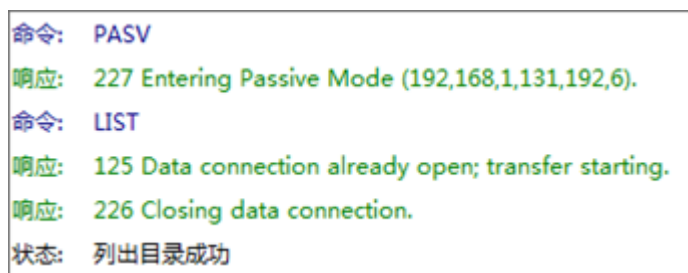 命令: PASV
响应: 227 Entering Passive Mode (192,168,1,131,192,6).
命令: LIST
响应: 125 Data connection already open; transfer starting.
响应: 226 Closing data connection.
状态: 列出目录成功